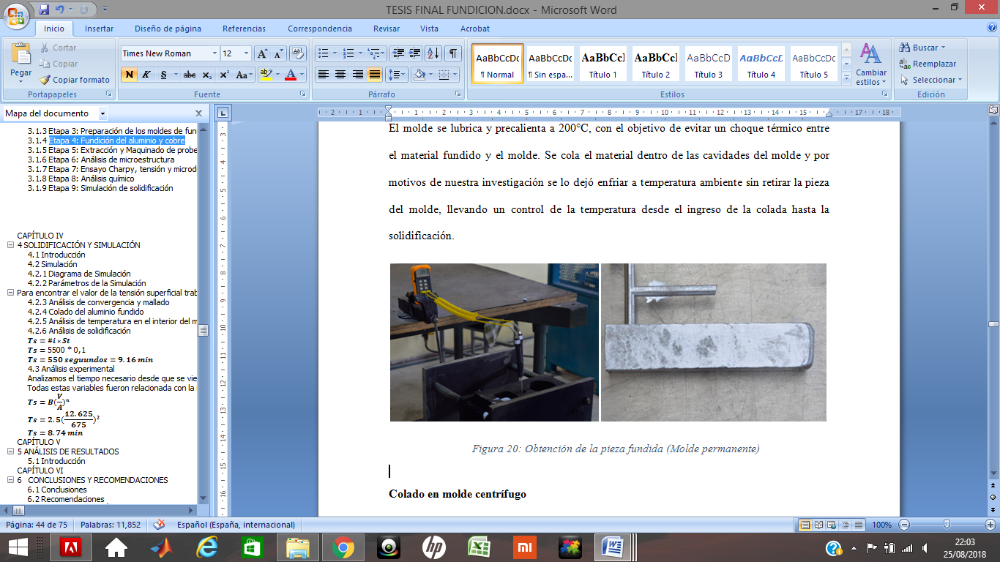 TESIS FINAL FUNDICION.docx - Microsoft Word
Inicio Insertar Diseño de página Referencias Correspondencia Revisar Vista Acrobat
Pegar
Cortar
Copiar
Copiar formato
Portapapeles
Times New Roman 12
N K S abc x₂ x² Aa
Fuente
Párrafo
AaBbCcDc AaBbCcDc AaBbCcI AaBbCcI AaBbCcD AaBbCcD AaBbCcDc
¶ Normal ¶ Sin espa... Título 1 Título 2 Título 3 Título 4 Título 5
Cambiar estilos
Estilos
Buscar
Reemplazar
Seleccionar
Edición
Mapa del documento
3.1.3 Etapa 3: Preparación de los moldes de fun
3.1.4 Etapa 4: Fundición del aluminio y cobre
3.1.5 Etapa 5: Extracción y Maquinado de probe
3.1.6 Etapa 6: Análisis de microestructura
3.1.7 Etapa 7: Ensayo Charpy, tensión y microd
3.1.8 Etapa 8: Análisis químico
3.1.9 Etapa 9: Simulación de solidificación
CAPÍTULO IV
4 SOLIDIFICACIÓN Y SIMULACIÓN
4.1 Introducción
4.2 Simulación
4.2.1 Diagrama de Simulación
4.2.2 Parámetros de la Simulación
Para encontrar el valor de la tensión superficial trab
4.2.3 Análisis de convergencia y mallado
4.2.4 Colado del aluminio fundido
4.2.5 Análisis de temperatura en el interior del m
4.2.6 Análisis de solidificación
Ts = #i * St
Ts = 5500 * 0,1
Ts = 550 seguundos = 9.16 min
4.3 Análisis experimental
Analizamos el tiempo necesario desde que se vie
Todas estas variables fueron relacionada con la
Ts = B(V/A)ⁿ
Ts = 2.5(12.625/675)²
Ts = 8.74 min
CAPÍTULO V
5 ANÁLISIS DE RESULTADOS
5.1 Introducción
CAPÍTULO VI
6 CONCLUSIONES Y RECOMENDACIONES
6.1 Conclusiones
6.2 Recomendaciones
El molde se lubrica y precalienta a 200°C, con el objetivo de evitar un choque térmico entre
el material fundido y el molde. Se cola el material dentro de las cavidades del molde y por
motivos de nuestra investigación se lo dejó enfriar a temperatura ambiente sin retirar la pieza
del molde, llevando un control de la temperatura desde el ingreso de la colada hasta la
solidificación.
Figura 20: Obtención de la pieza fundida (Molde permanente)
Colado en molde centrífugo
Página: 44 de 75 Palabras: 11,852 Español (España, internacional) 100%
22:03
25/08/2018